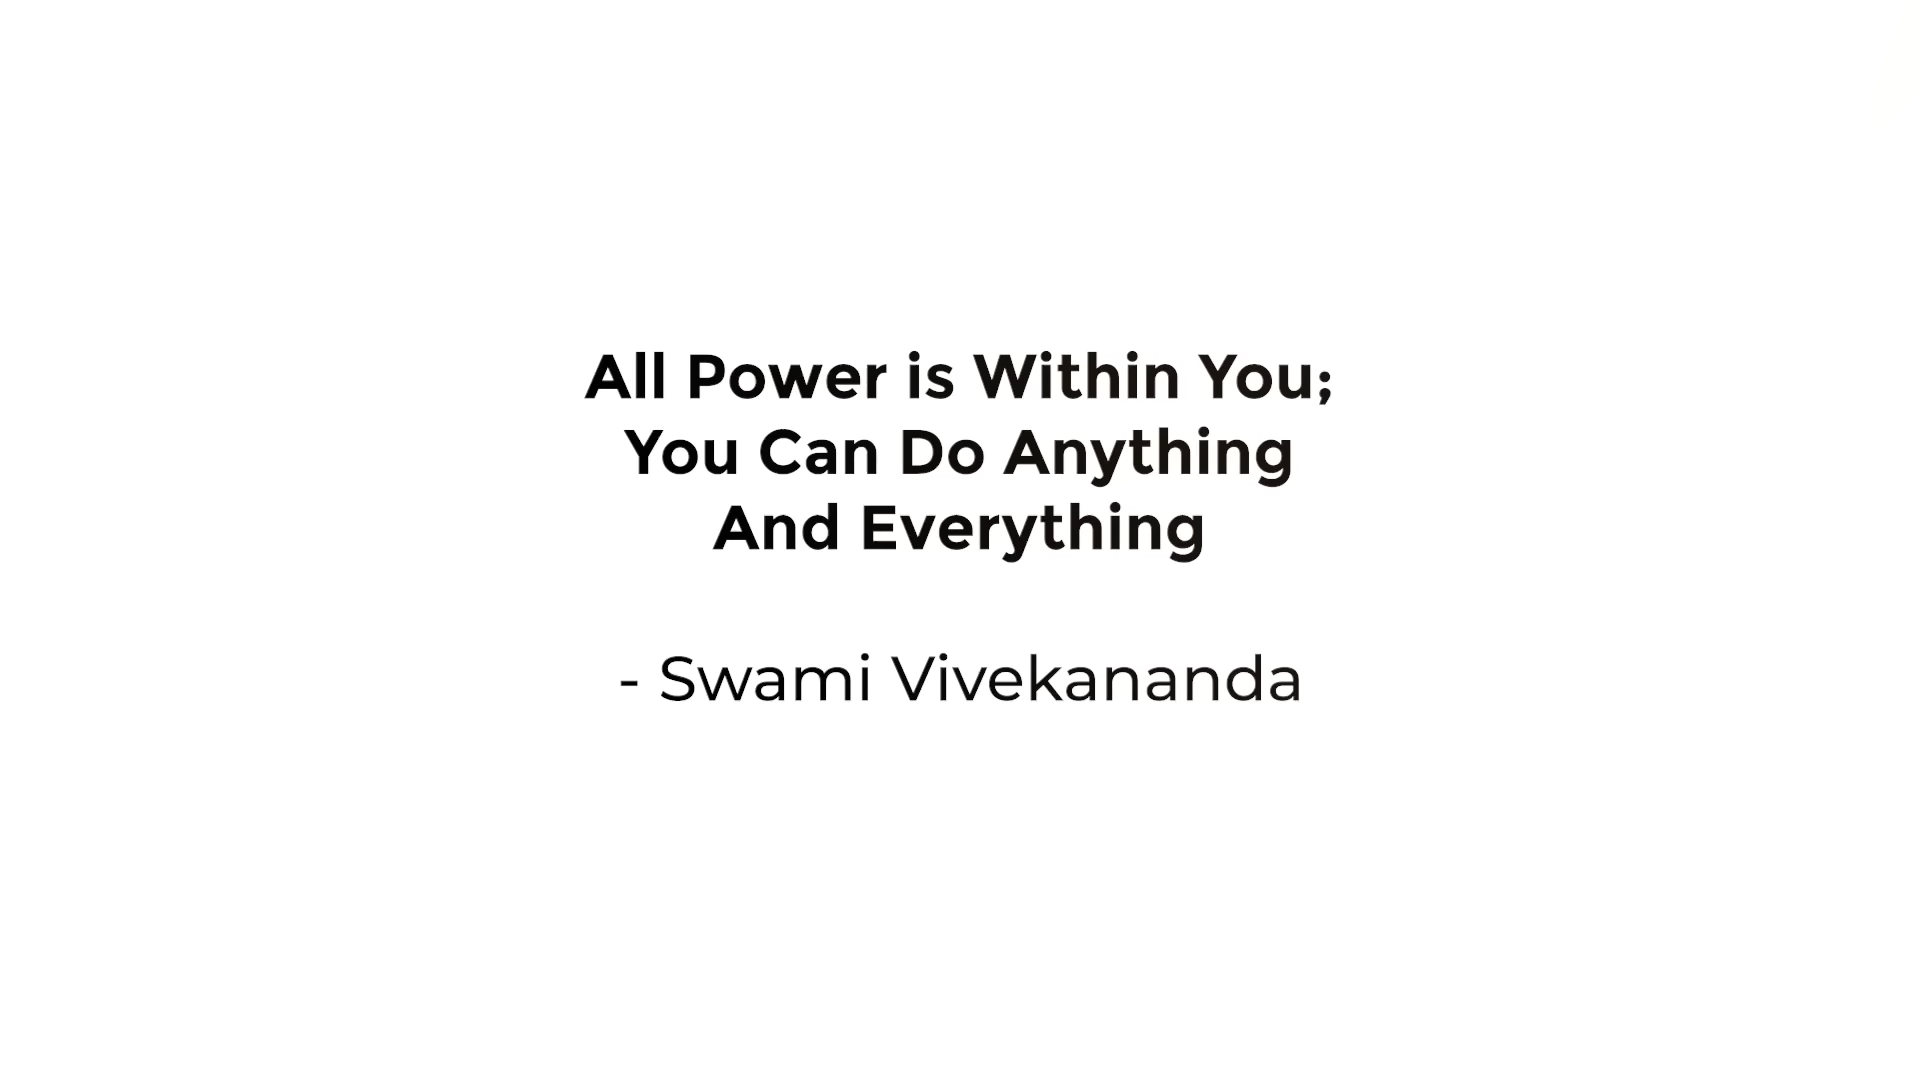 All Power is Within You;
You Can Do Anything
And Everything
- Swami Vivekananda